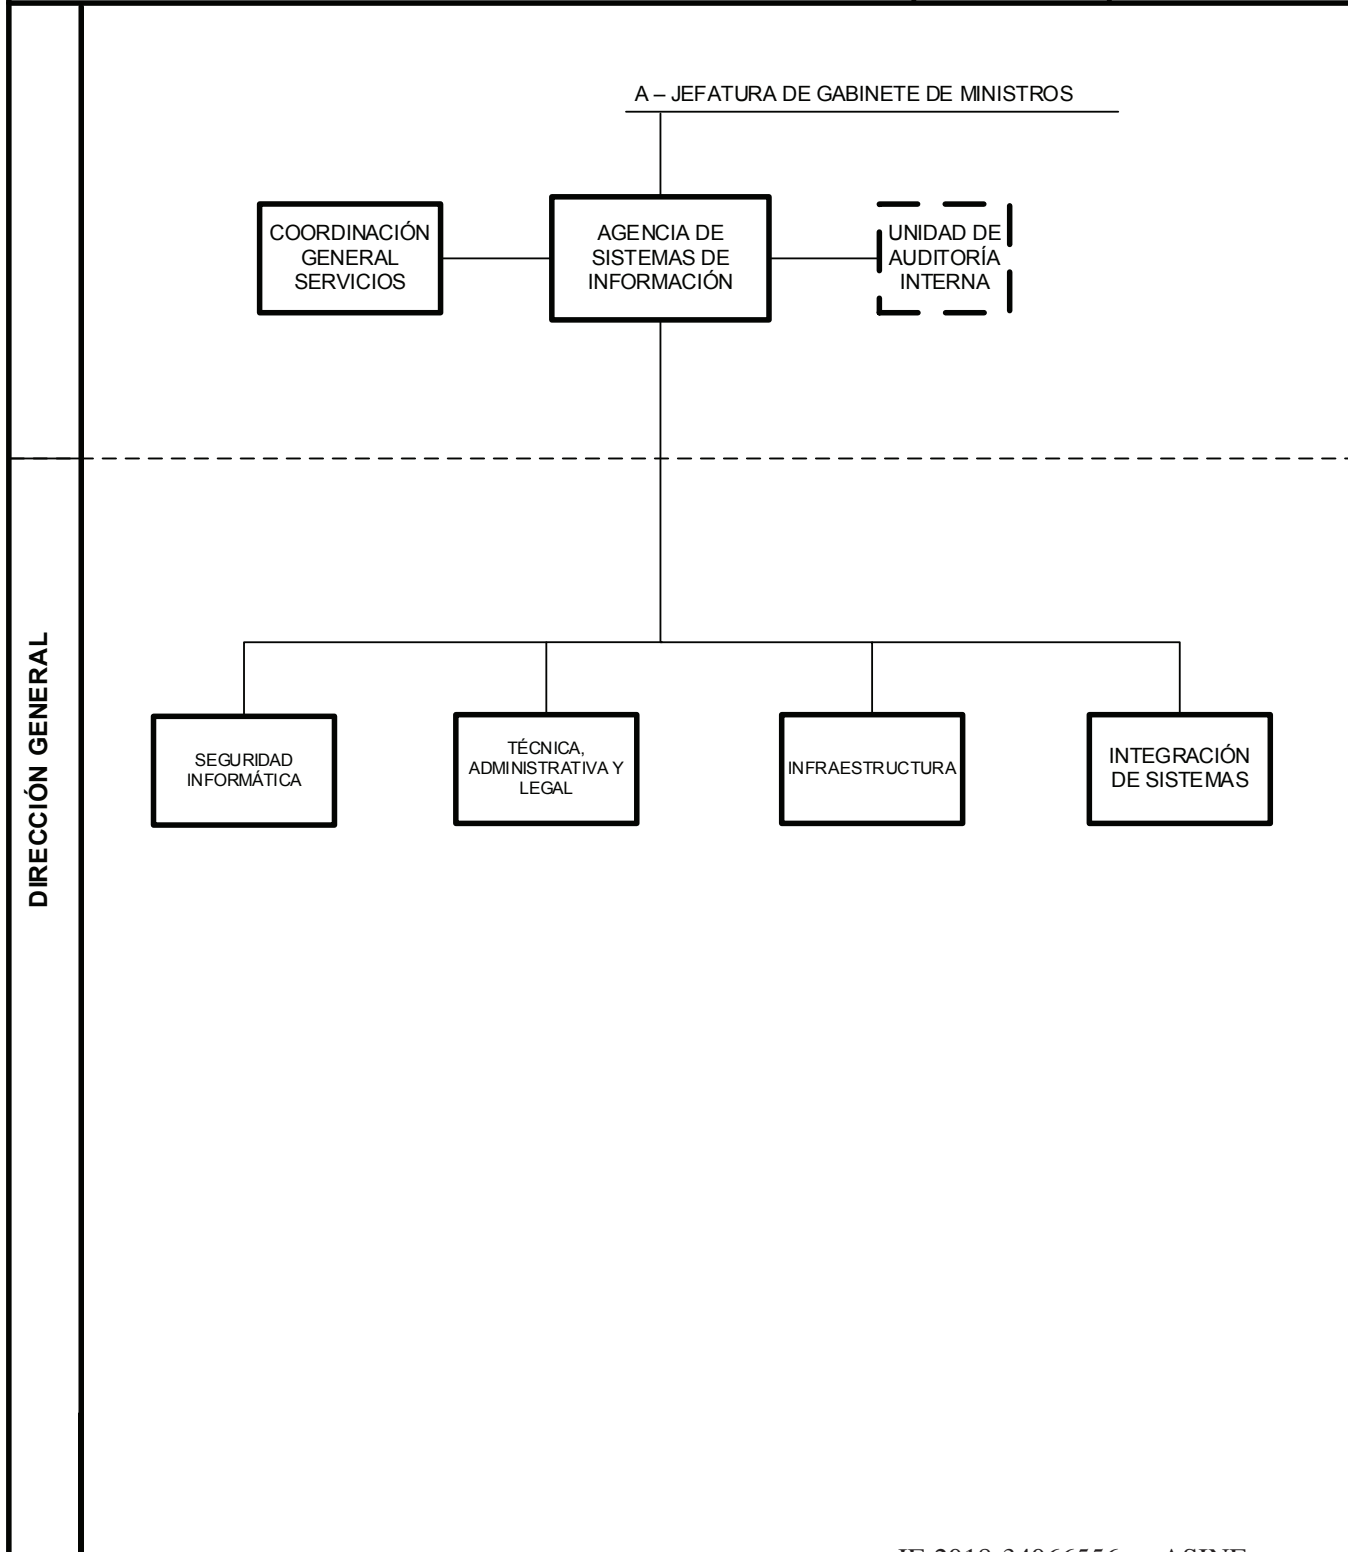 A – JEFATURA DE GABINETE DE MINISTROS
COORDINACIÓN
GENERAL
SERVICIOS
AGENCIA DE
SISTEMAS DE
INFORMACIÓN
UNIDAD DE
AUDITORÍA
INTERNA
DIRECCIÓN GENERAL
SEGURIDAD
INFORMÁTICA
TÉCNICA,
ADMINISTRATIVA Y
LEGAL
INFRAESTRUCTURA
INTEGRACIÓN
DE SISTEMAS